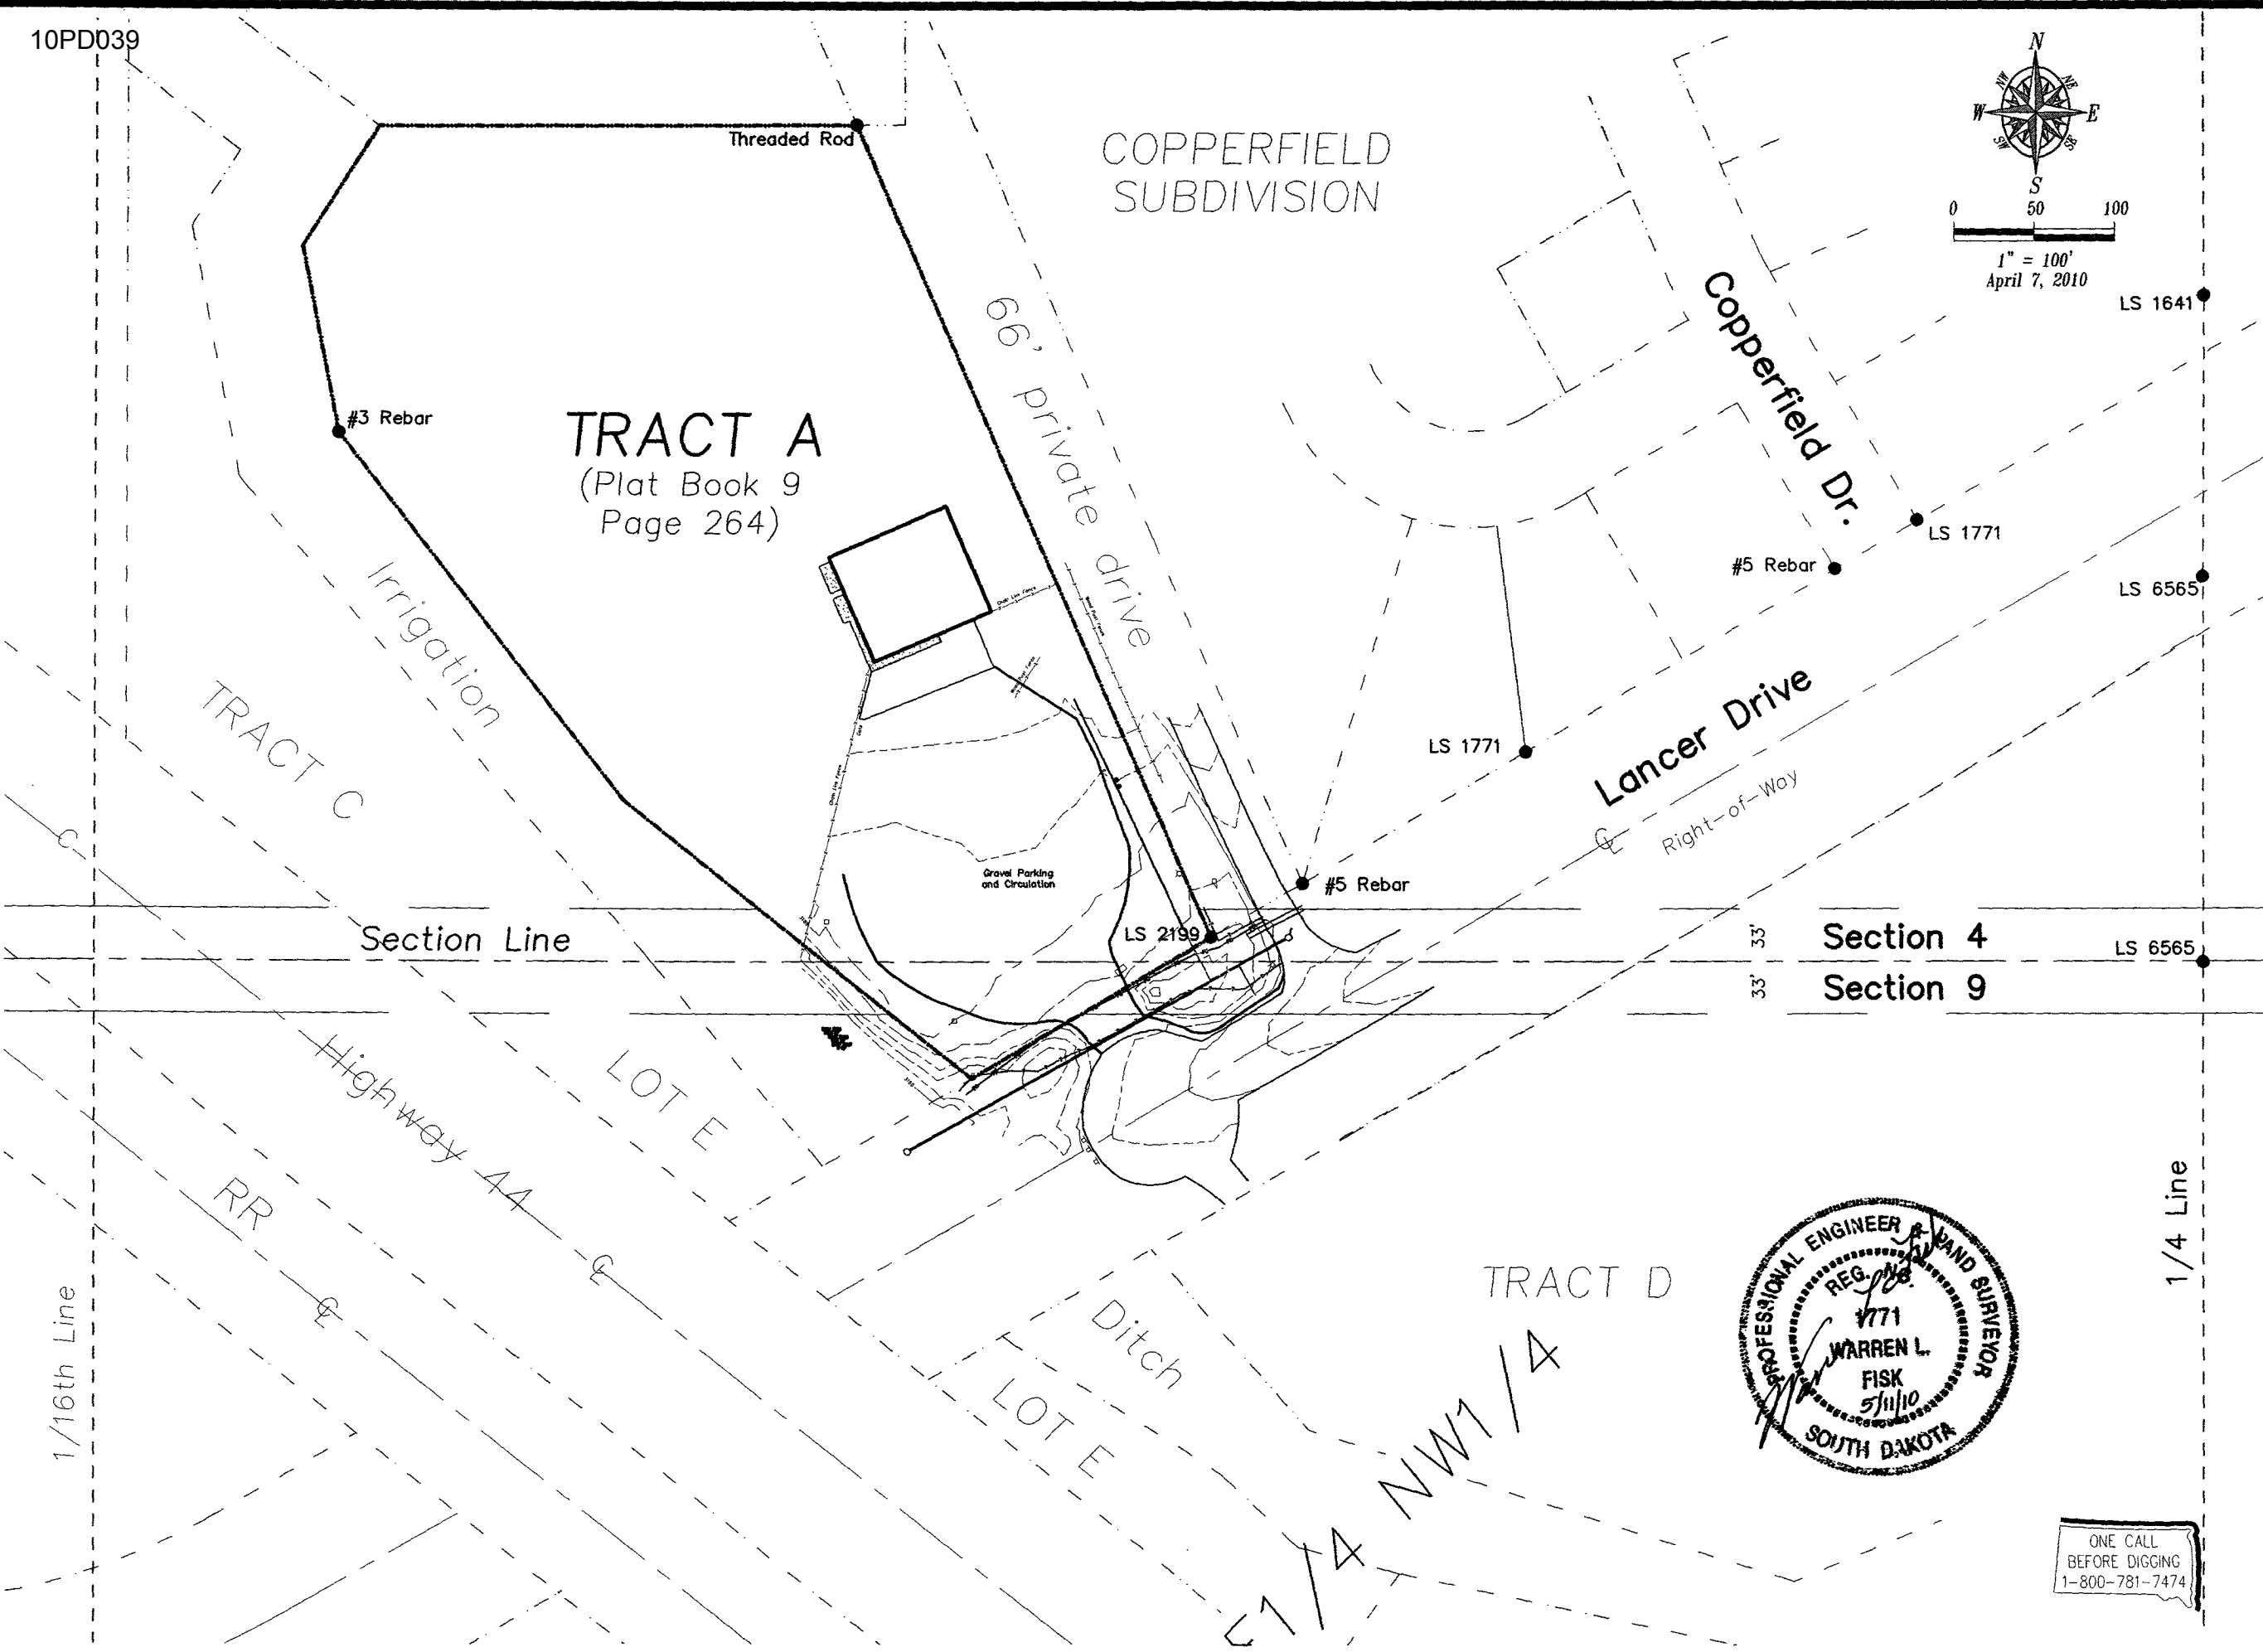 10PD039
N
NW
NE
W
E
SW
SE
S
0 50 100
1" = 100'
April 7, 2010
Threaded Rod
COPPERFIELD
SUBDIVISION
LS 1641
Copperfield Dr.
66' private drive
#3 Rebar
TRACT A
(Plat Book 9
Page 264)
LS 1771
#5 Rebar
LS 6565
Irrigation
TRACT C
Lancer Drive
LS 1771
Right-of-Way
Gravel Parking
and Circulation
#5 Rebar
Section Line
LS 2199
33'
Section 4
LS 6565
33'
Section 9
Highway 44
LOT E
RR
1/4 Line
1/16th Line
Ditch
TRACT D
LOT E
NW1/4
1/4
PROFESSIONAL ENGINEER & LAND SURVEYOR
REG. NO.
1771
WARREN L.
FISK
5/11/10
SOUTH DAKOTA
ONE CALL
BEFORE DIGGING
1-800-781-7474